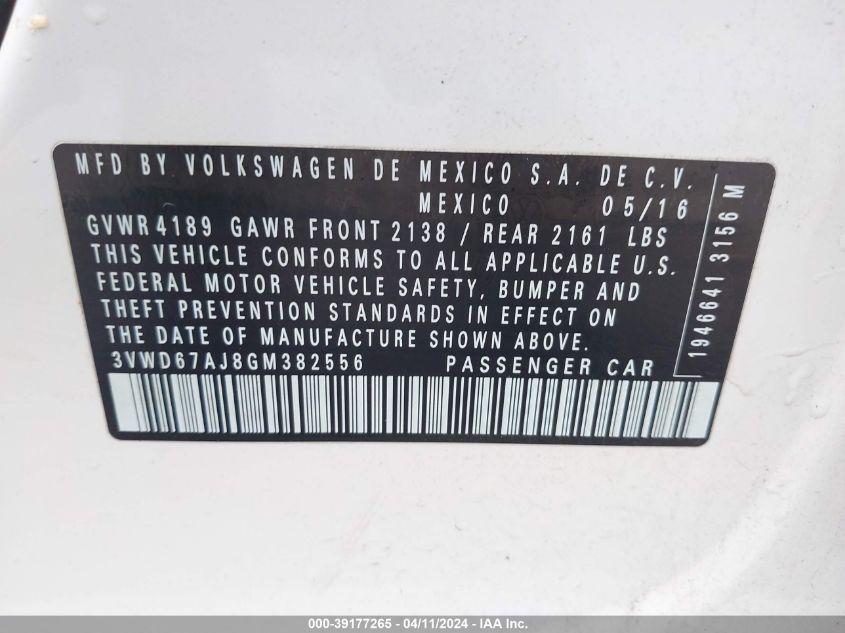 MFD BY VOLKSWAGEN DE MEXICO S.A. DE C.V.
MEXICO 05/16
GVWR 4189 GAWR FRONT 2138 / REAR 2161 LBS
THIS VEHICLE CONFORMS TO ALL APPLICABLE U.S.
FEDERAL MOTOR VEHICLE SAFETY, BUMPER AND
THEFT PREVENTION STANDARDS IN EFFECT ON
THE DATE OF MANUFACTURE SHOWN ABOVE.
3VWD67AJ8GM382556 PASSENGER CAR
1946641 3156 M
000-39177265 - 04/11/2024 - IAA Inc.